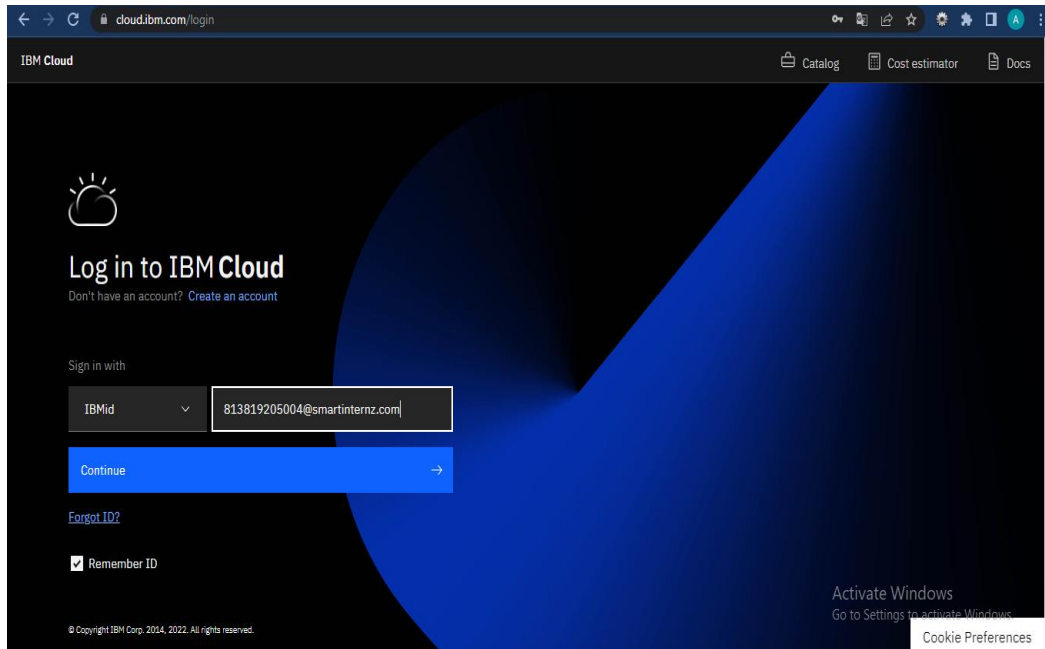 cloud.ibm.com/login
A
IBM Cloud
Catalog
Cost estimator
Docs
Log in to IBM Cloud
Don't have an account? Create an account
Sign in with
IBMid
813819205004@smartinternz.com
Continue
Forgot ID?
Remember ID
Activate Windows
Go to Settings to activate Windows.
© Copyright IBM Corp. 2014, 2022. All rights reserved.
Cookie Preferences